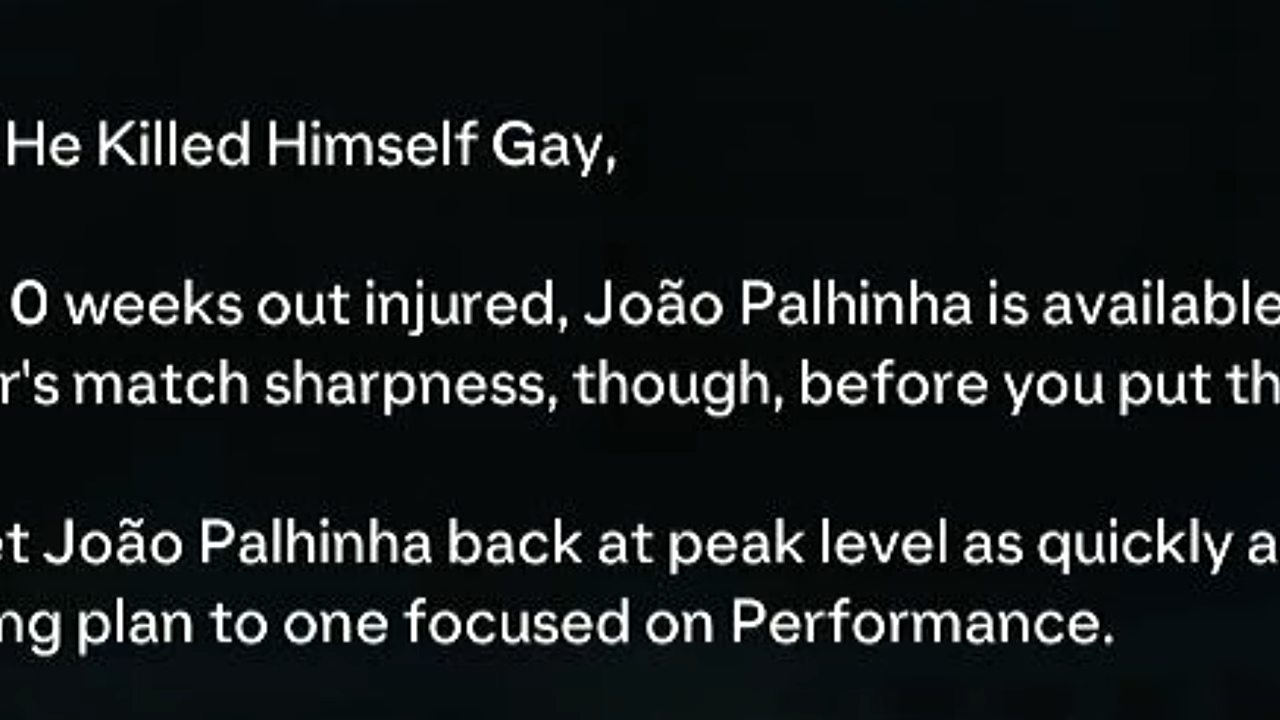 He Killed Himself Gay,
0 weeks out injured, João Palhinha is available
r's match sharpness, though, before you put th
et João Palhinha back at peak level as quickly a
ng plan to one focused on Performance.